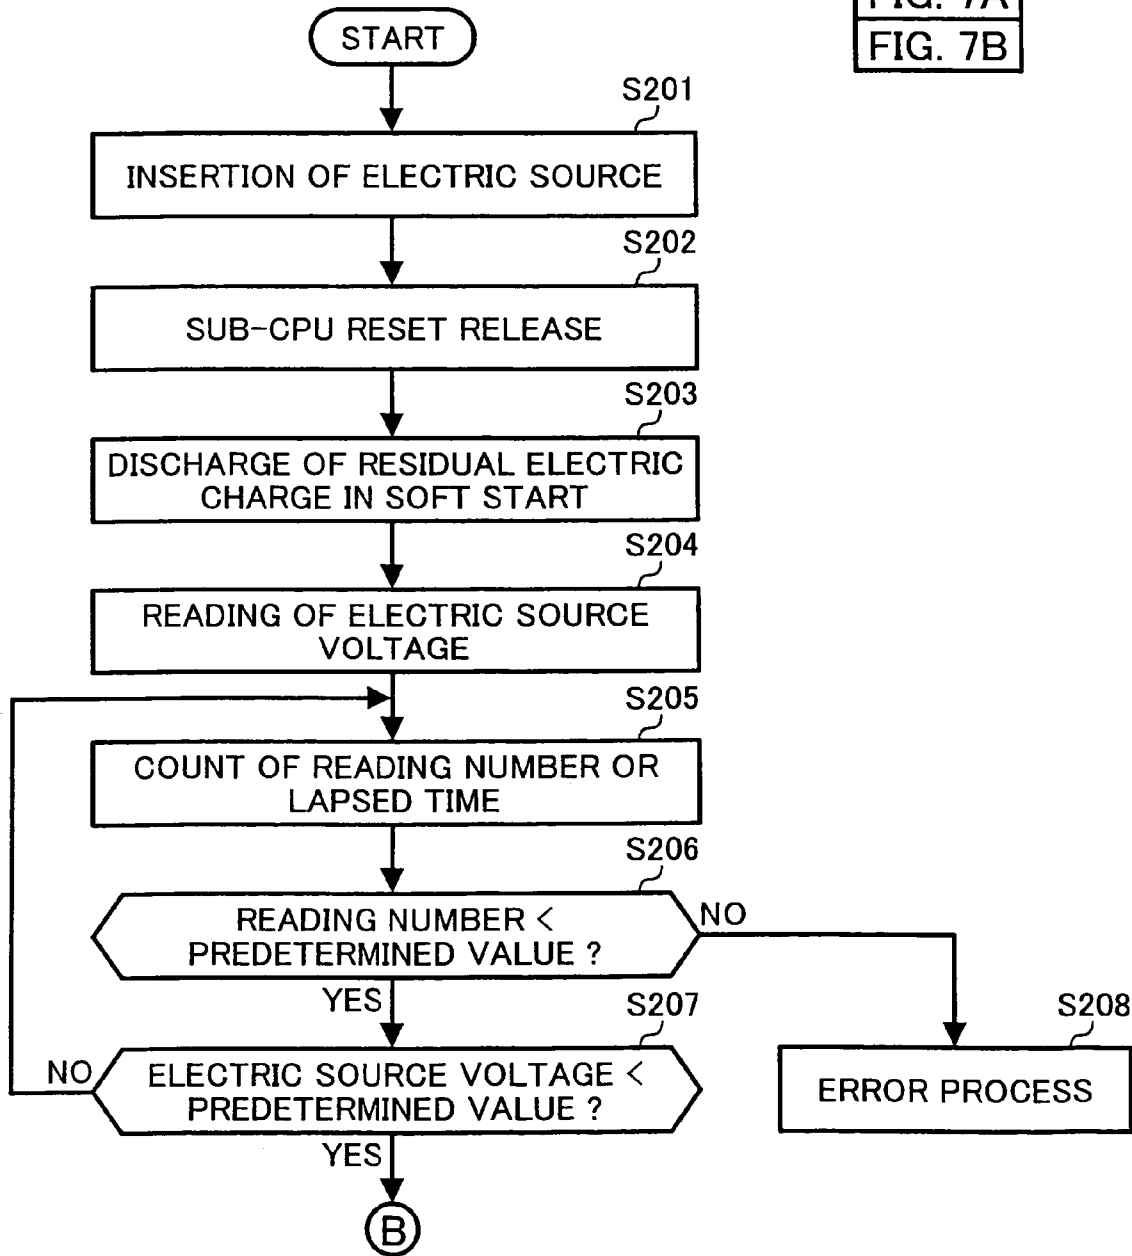 FIG. 7A
FIG. 7B
START
S201
INSERTION OF ELECTRIC SOURCE
S202
SUB-CPU RESET RELEASE
S203
DISCHARGE OF RESIDUAL ELECTRIC
CHARGE IN SOFT START
S204
READING OF ELECTRIC SOURCE
VOLTAGE
S205
COUNT OF READING NUMBER OR
LAPSED TIME
S206
READING NUMBER <
PREDETERMINED VALUE ?
NO
YES
S207
ELECTRIC SOURCE VOLTAGE <
PREDETERMINED VALUE ?
NO
YES
S208
ERROR PROCESS
B